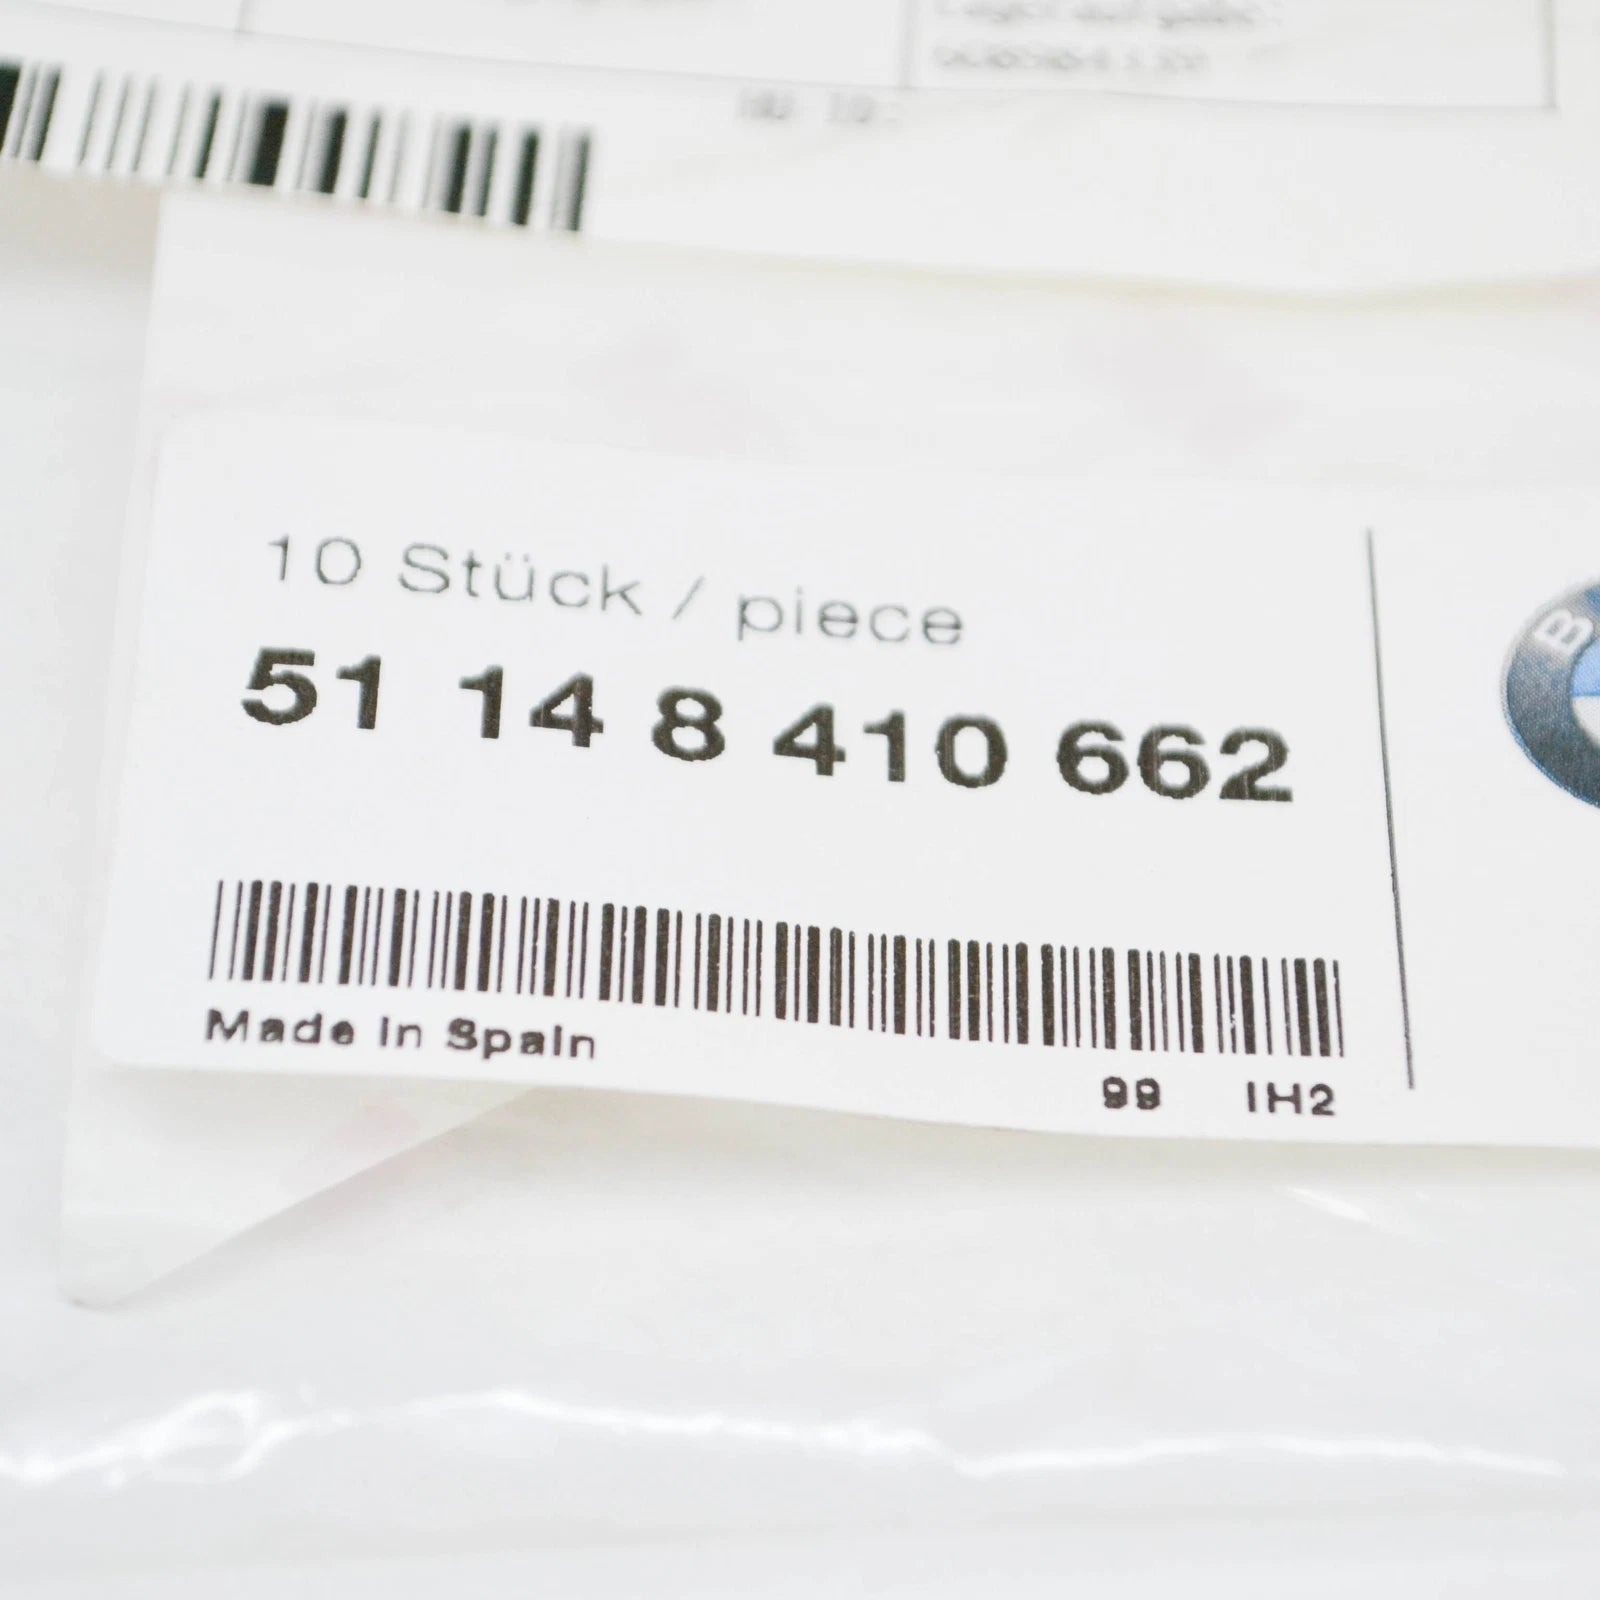 10 Stück / piece
51 14 8 410 662
B
Made in Spain
99 IH2